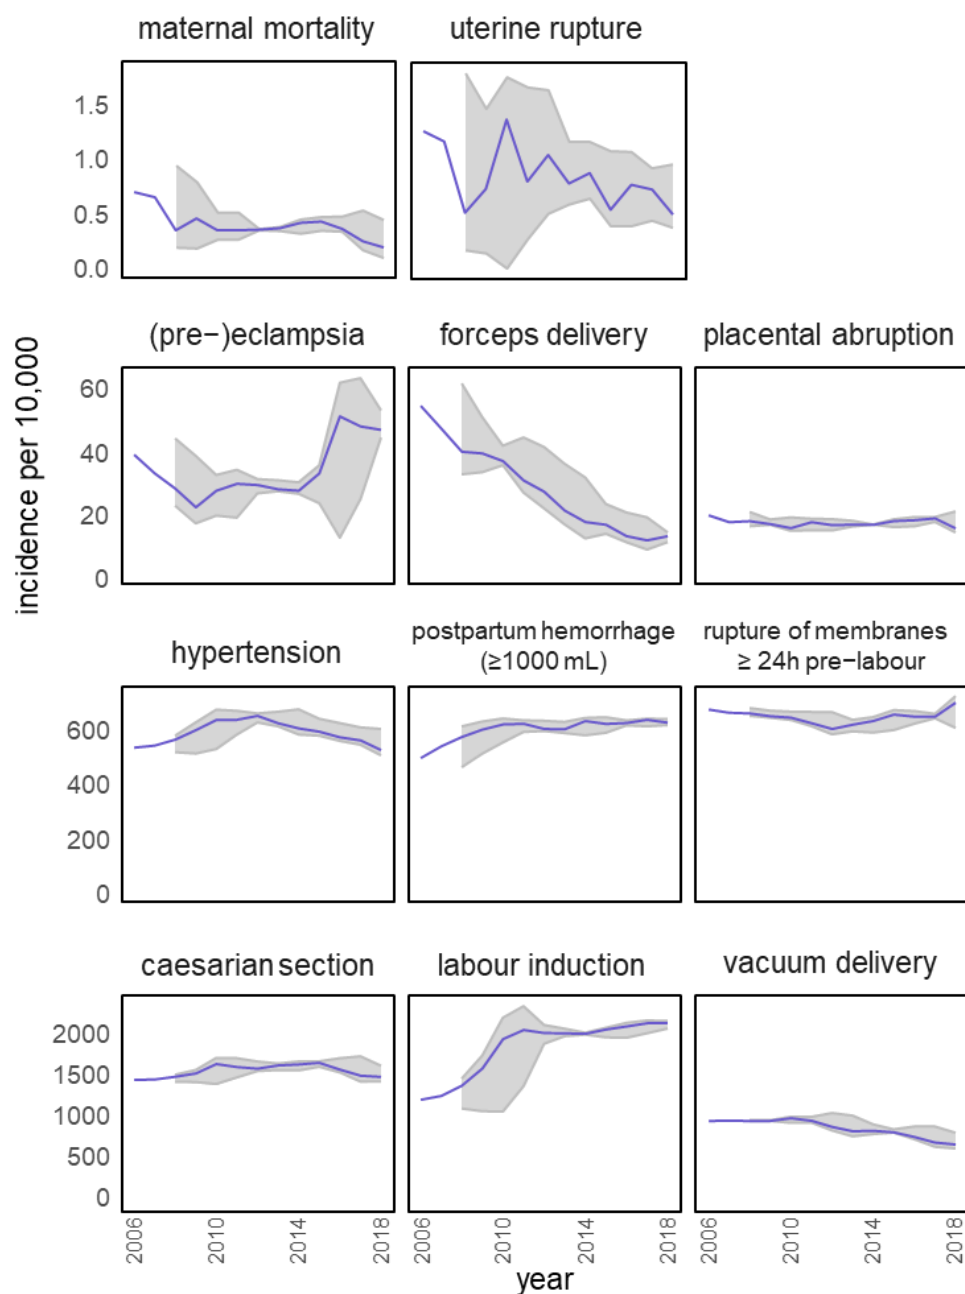 maternal mortality
uterine rupture
1.5
1.0
0.5
0.0
(pre−)eclampsia
forceps delivery
placental abruption
incidence per 10,000
60
40
20
0
hypertension
postpartum hemorrhage
(≥1000 mL)
rupture of membranes
≥ 24h pre−labour
600
400
200
0
caesarian section
labour induction
vacuum delivery
2000
1500
1000
500
0
2006
2010
2014
2018
2006
2010
2014
2018
2006
2010
2014
2018
year